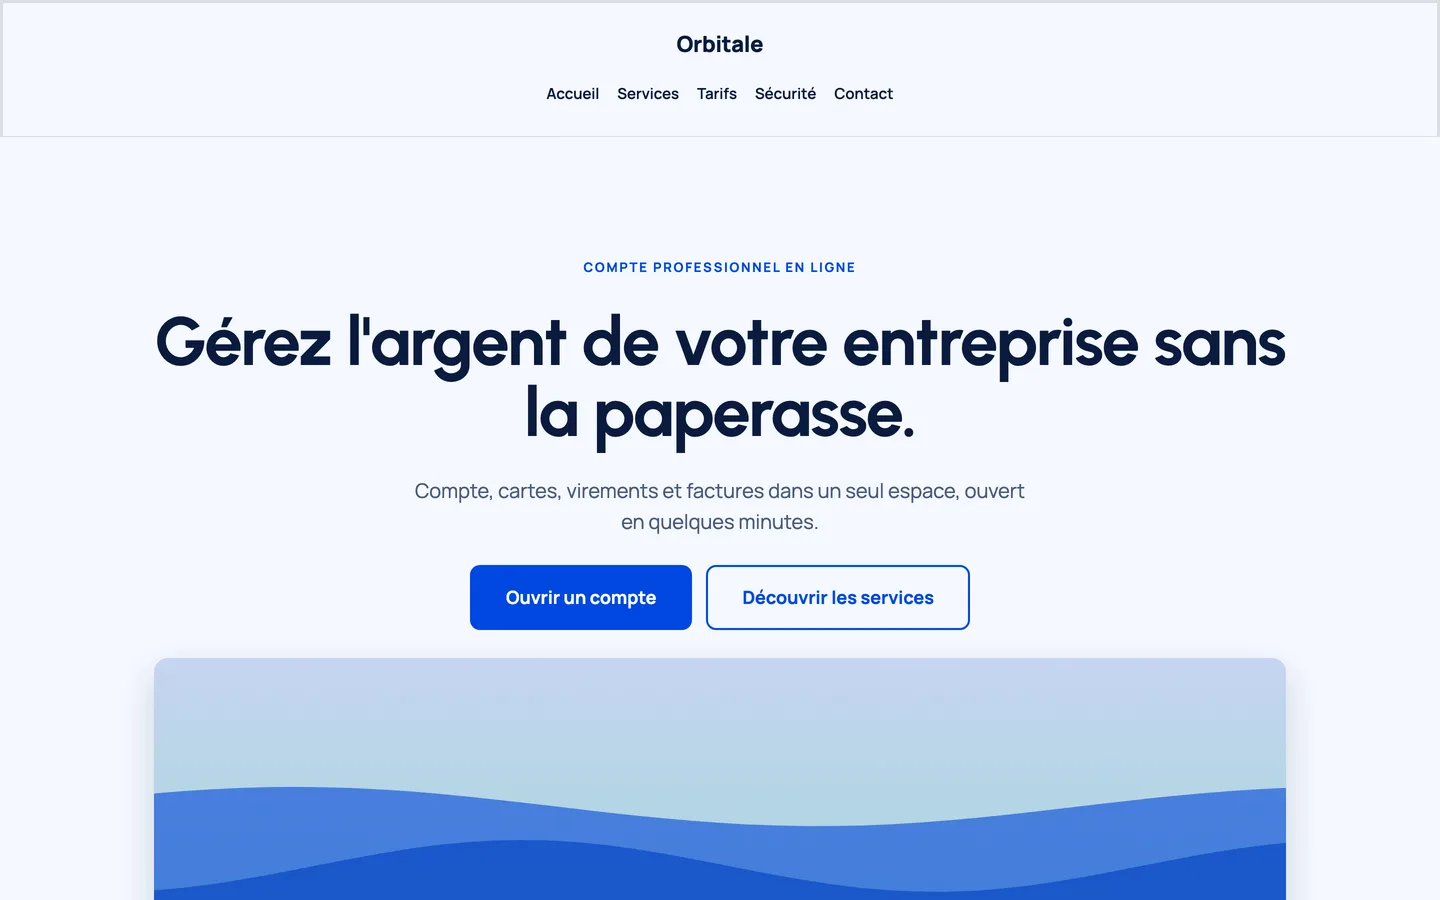 Orbitale
Accueil Services Tarifs Sécurité Contact
COMPTE PROFESSIONNEL EN LIGNE
Gérez l'argent de votre entreprise sans
la paperasse.
Compte, cartes, virements et factures dans un seul espace, ouvert
en quelques minutes.
Ouvrir un compte Découvrir les services